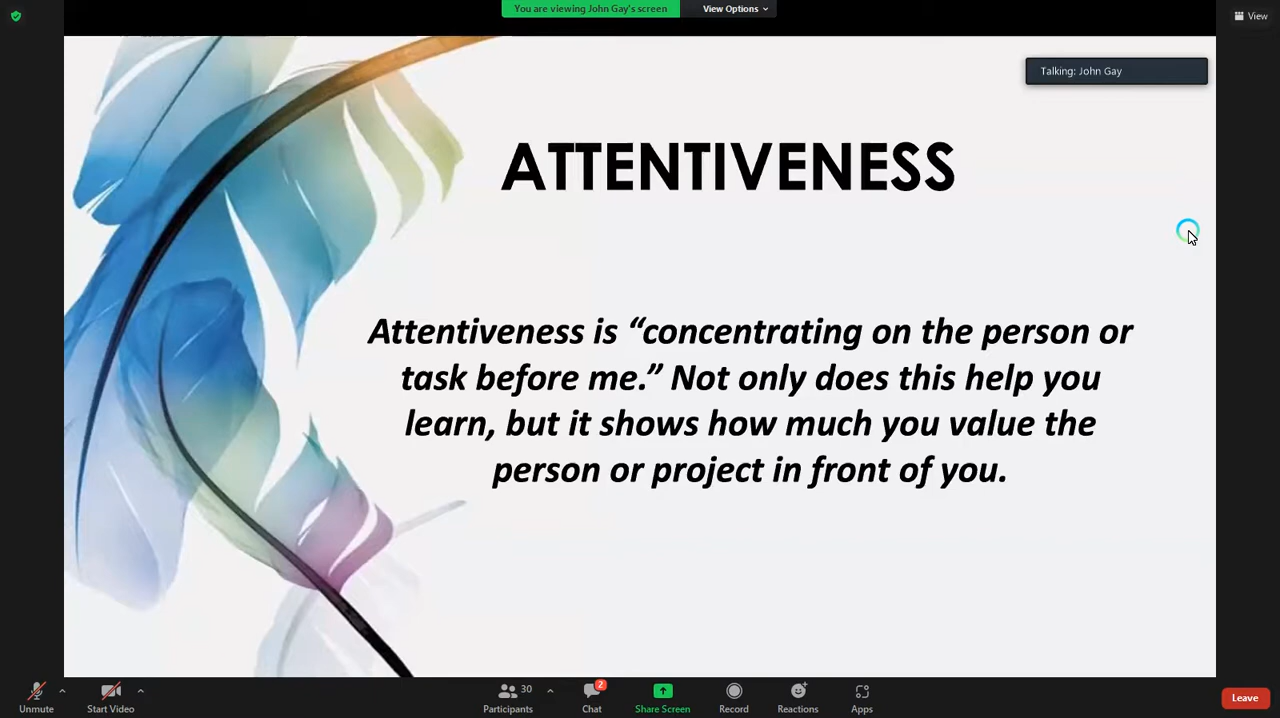 You are viewing John Gay's screen
View Options
View
Talking: John Gay
ATTENTIVENESS
Attentiveness is “concentrating on the person or
task before me.” Not only does this help you
learn, but it shows how much you value the
person or project in front of you.
Unmute
Start Video
30
Participants
2
Chat
Share Screen
Record
Reactions
Apps
Leave